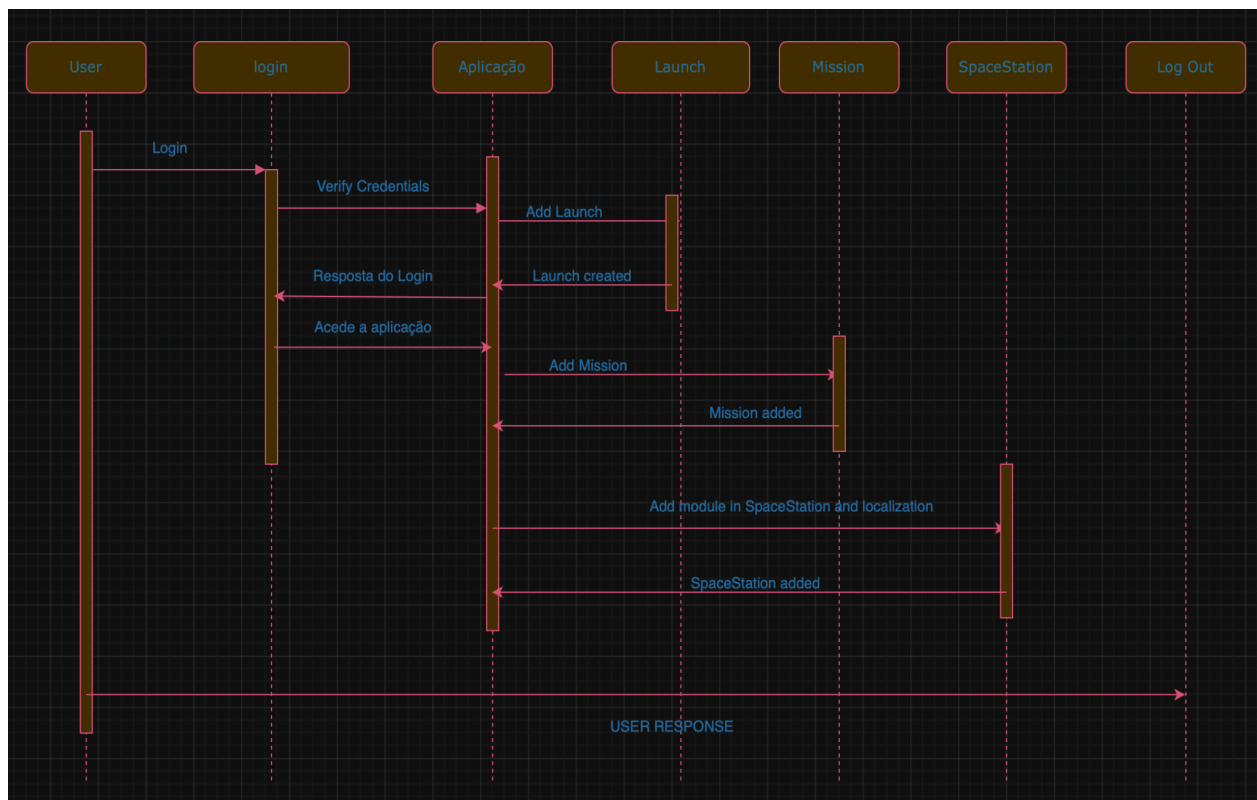 User
login
Aplicação
Launch
Mission
SpaceStation
Log Out
Login
Verify Credentials
Add Launch
Resposta do Login
Launch created
Acede a aplicação
Add Mission
Mission added
Add module in SpaceStation and localization
SpaceStation added
USER RESPONSE